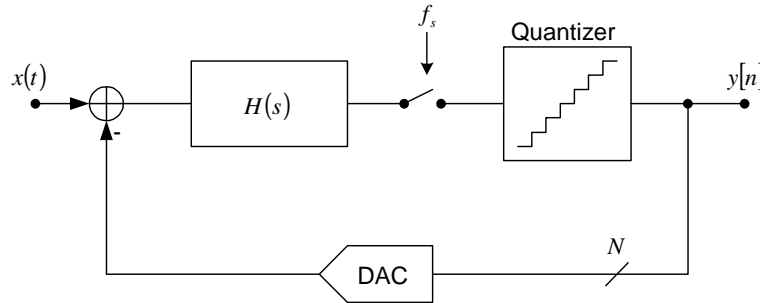 f_s
Quantizer
x(t)
H(s)
y[n]
-
N
DAC